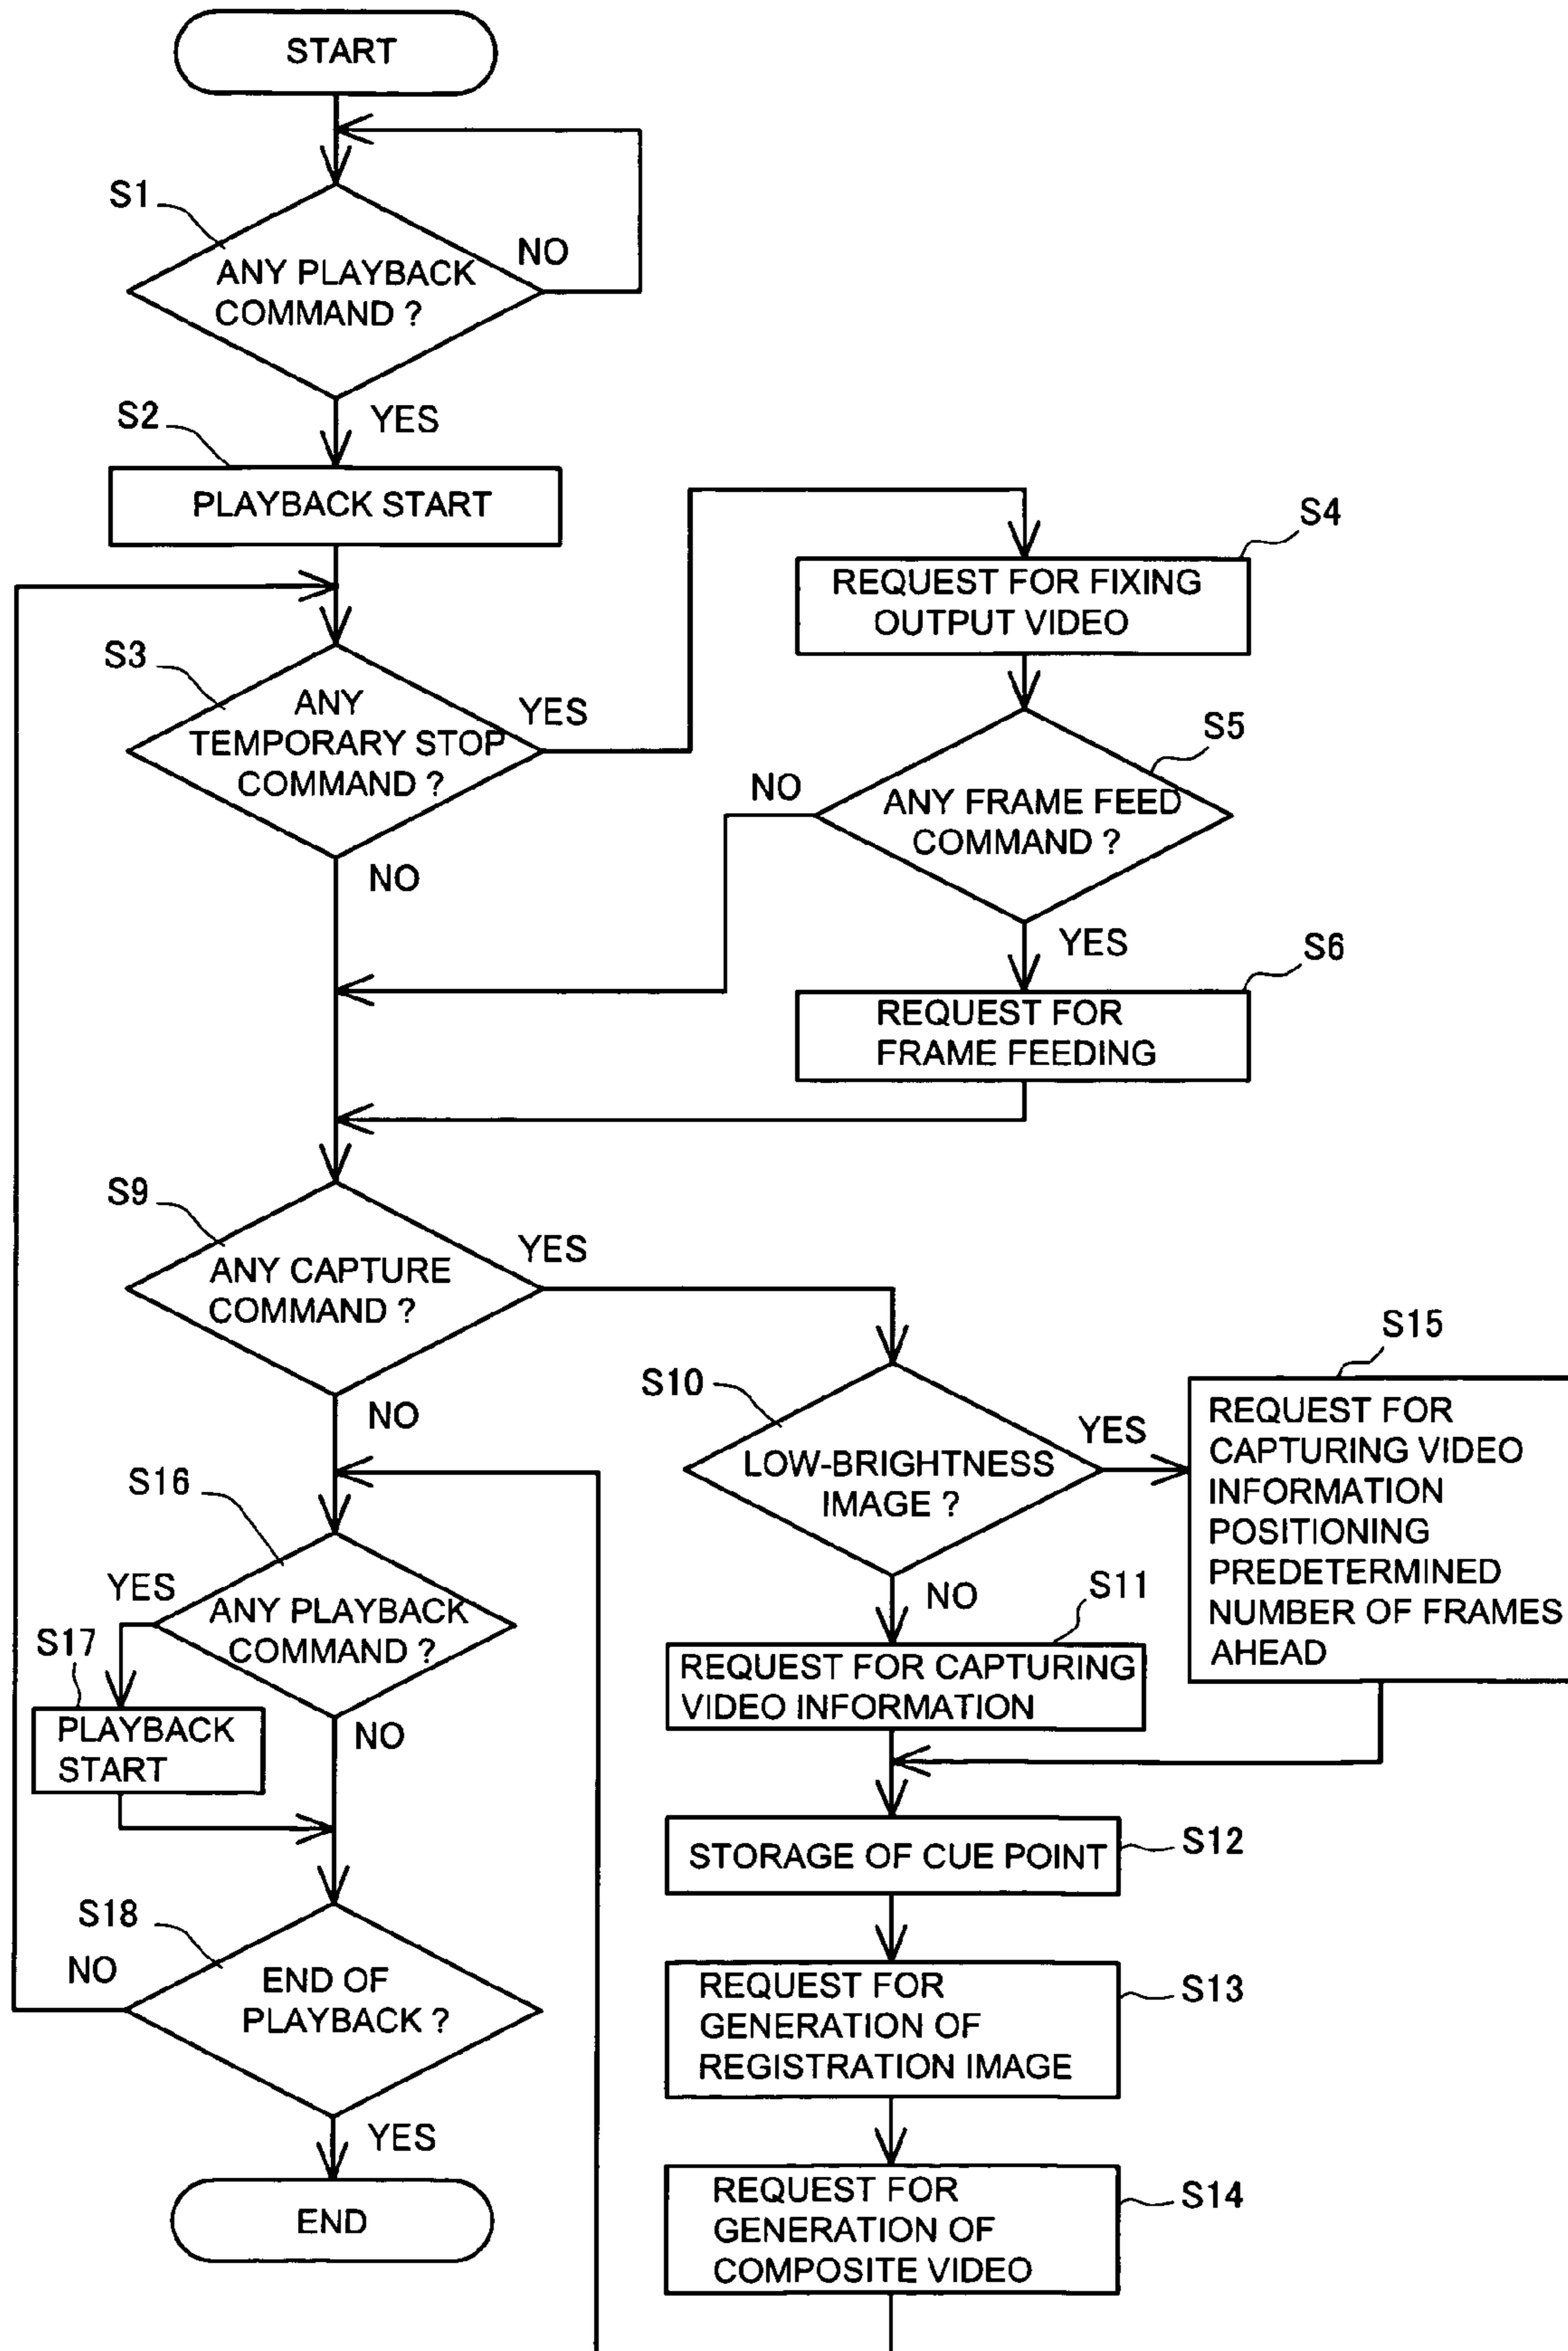 START
S1
NO
ANY PLAYBACK
COMMAND ?
YES
S2
PLAYBACK START
S4
REQUEST FOR FIXING
OUTPUT VIDEO
S3
ANY
TEMPORARY STOP
COMMAND ?
YES
NO
S5
ANY FRAME FEED
COMMAND ?
NO
YES
S6
REQUEST FOR
FRAME FEEDING
S9
ANY CAPTURE
COMMAND ?
YES
NO
S10
LOW-BRIGHTNESS
IMAGE ?
YES
NO
S15
REQUEST FOR
CAPTURING VIDEO
INFORMATION
POSITIONING
PREDETERMINED
NUMBER OF FRAMES
AHEAD
S11
REQUEST FOR CAPTURING
VIDEO INFORMATION
S16
YES
ANY PLAYBACK
COMMAND ?
NO
S17
PLAYBACK
START
S12
STORAGE OF CUE POINT
S18
NO
END OF
PLAYBACK ?
YES
S13
REQUEST FOR
GENERATION OF
REGISTRATION IMAGE
S14
REQUEST FOR
GENERATION OF
COMPOSITE VIDEO
END